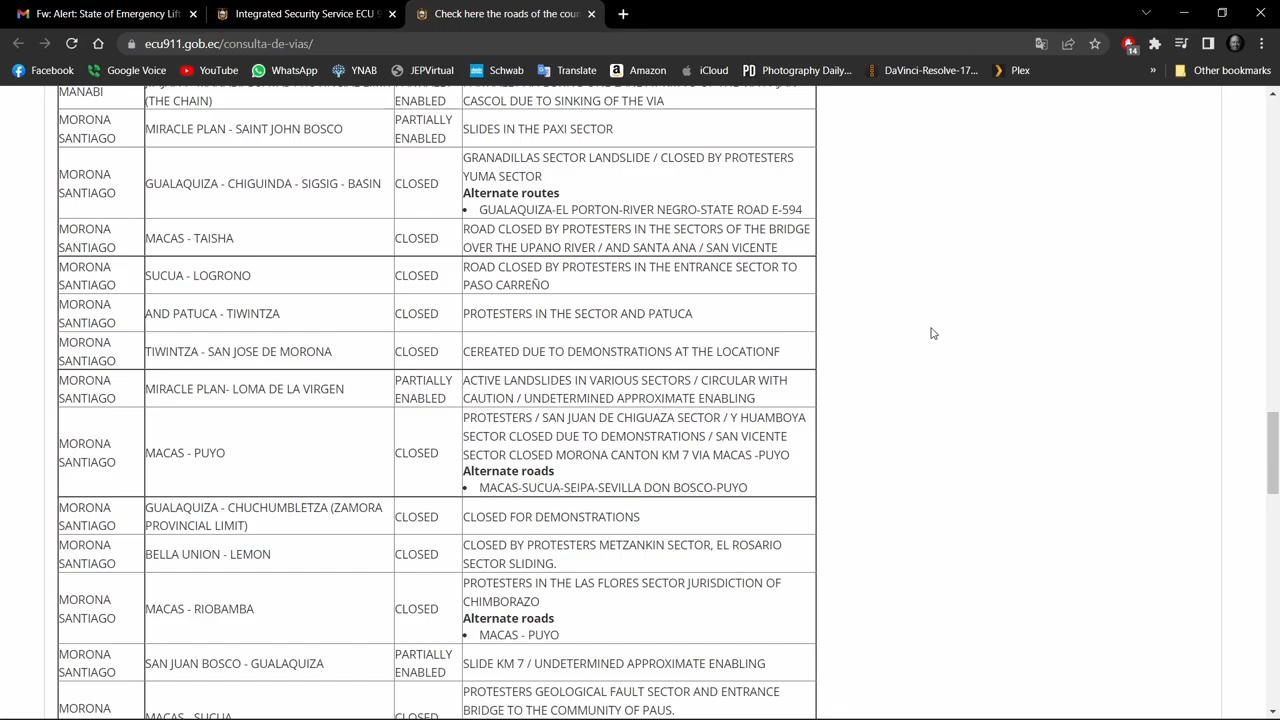 Fw: Alert: State of Emergency Lift
Integrated Security Service ECU 9
Check here the roads of the coun
ecu911.gob.ec/consulta-de-vias/
14
Facebook
Google Voice
YouTube
WhatsApp
YNAB
JEPVirtual
Schwab
Translate
Amazon
iCloud
PD Photography Daily...
DaVinci-Resolve-17...
Plex
»
Other bookmarks
MANABI
(THE CHAIN)
ENABLED
CASCOL DUE TO SINKING OF THE VIA
MORONA
SANTIAGO
MIRACLE PLAN - SAINT JOHN BOSCO
PARTIALLY
ENABLED
SLIDES IN THE PAXI SECTOR
MORONA
SANTIAGO
GUALAQUIZA - CHIGUINDA - SIGSIG - BASIN
CLOSED
GRANADILLAS SECTOR LANDSLIDE / CLOSED BY PROTESTERS
YUMA SECTOR
Alternate routes
• GUALAQUIZA-EL PORTON-RIVER NEGRO-STATE ROAD E-594
MORONA
SANTIAGO
MACAS - TAISHA
CLOSED
ROAD CLOSED BY PROTESTERS IN THE SECTORS OF THE BRIDGE
OVER THE UPANO RIVER / AND SANTA ANA / SAN VICENTE
MORONA
SANTIAGO
SUCUA - LOGRONO
CLOSED
ROAD CLOSED BY PROTESTERS IN THE ENTRANCE SECTOR TO
PASO CARREÑO
MORONA
SANTIAGO
AND PATUCA - TIWINTZA
CLOSED
PROTESTERS IN THE SECTOR AND PATUCA
MORONA
SANTIAGO
TIWINTZA - SAN JOSE DE MORONA
CLOSED
CEREATED DUE TO DEMONSTRATIONS AT THE LOCATIONF
MORONA
SANTIAGO
MIRACLE PLAN- LOMA DE LA VIRGEN
PARTIALLY
ENABLED
ACTIVE LANDSLIDES IN VARIOUS SECTORS / CIRCULAR WITH
CAUTION / UNDETERMINED APPROXIMATE ENABLING
MORONA
SANTIAGO
MACAS - PUYO
CLOSED
PROTESTERS / SAN JUAN DE CHIGUAZA SECTOR / Y HUAMBOYA
SECTOR CLOSED DUE TO DEMONSTRATIONS / SAN VICENTE
SECTOR CLOSED MORONA CANTON KM 7 VIA MACAS -PUYO
Alternate roads
• MACAS-SUCUA-SEIPA-SEVILLA DON BOSCO-PUYO
MORONA
SANTIAGO
GUALAQUIZA - CHUCHUMBLETZA (ZAMORA
PROVINCIAL LIMIT)
CLOSED
CLOSED FOR DEMONSTRATIONS
MORONA
SANTIAGO
BELLA UNION - LEMON
CLOSED
CLOSED BY PROTESTERS METZANKIN SECTOR, EL ROSARIO
SECTOR SLIDING.
MORONA
SANTIAGO
MACAS - RIOBAMBA
CLOSED
PROTESTERS IN THE LAS FLORES SECTOR JURISDICTION OF
CHIMBORAZO
Alternate roads
• MACAS - PUYO
MORONA
SANTIAGO
SAN JUAN BOSCO - GUALAQUIZA
PARTIALLY
ENABLED
SLIDE KM 7 / UNDETERMINED APPROXIMATE ENABLING
MORONA
MACAS - SUCUA
CLOSED
PROTESTERS GEOLOGICAL FAULT SECTOR AND ENTRANCE
BRIDGE TO THE COMMUNITY OF PAUS.